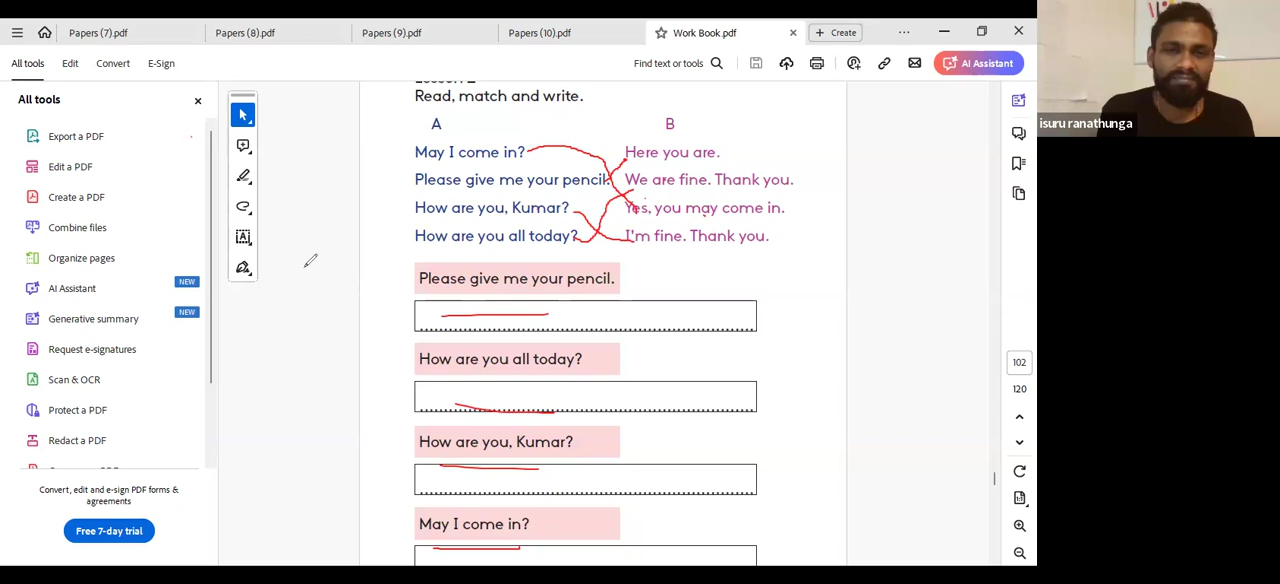 Papers (7).pdf
Papers (8).pdf
Papers (9).pdf
Papers (10).pdf
Work Book.pdf
Create
All tools
Edit
Convert
E-Sign
Find text or tools
AI Assistant
All tools
Export a PDF
Edit a PDF
Create a PDF
Combine files
Organize pages
AI Assistant NEW
Generative summary NEW
Request e-signatures
Scan & OCR
Protect a PDF
Redact a PDF
Convert, edit and e-sign PDF forms &
agreements
Free 7-day trial
Read, match and write.
A B
May I come in? Here you are.
Please give me your pencil. We are fine. Thank you.
How are you, Kumar? Yes, you may come in.
How are you all today? I'm fine. Thank you.
Please give me your pencil.
How are you all today?
How are you, Kumar?
May I come in?
102
120
isuru ranathunga